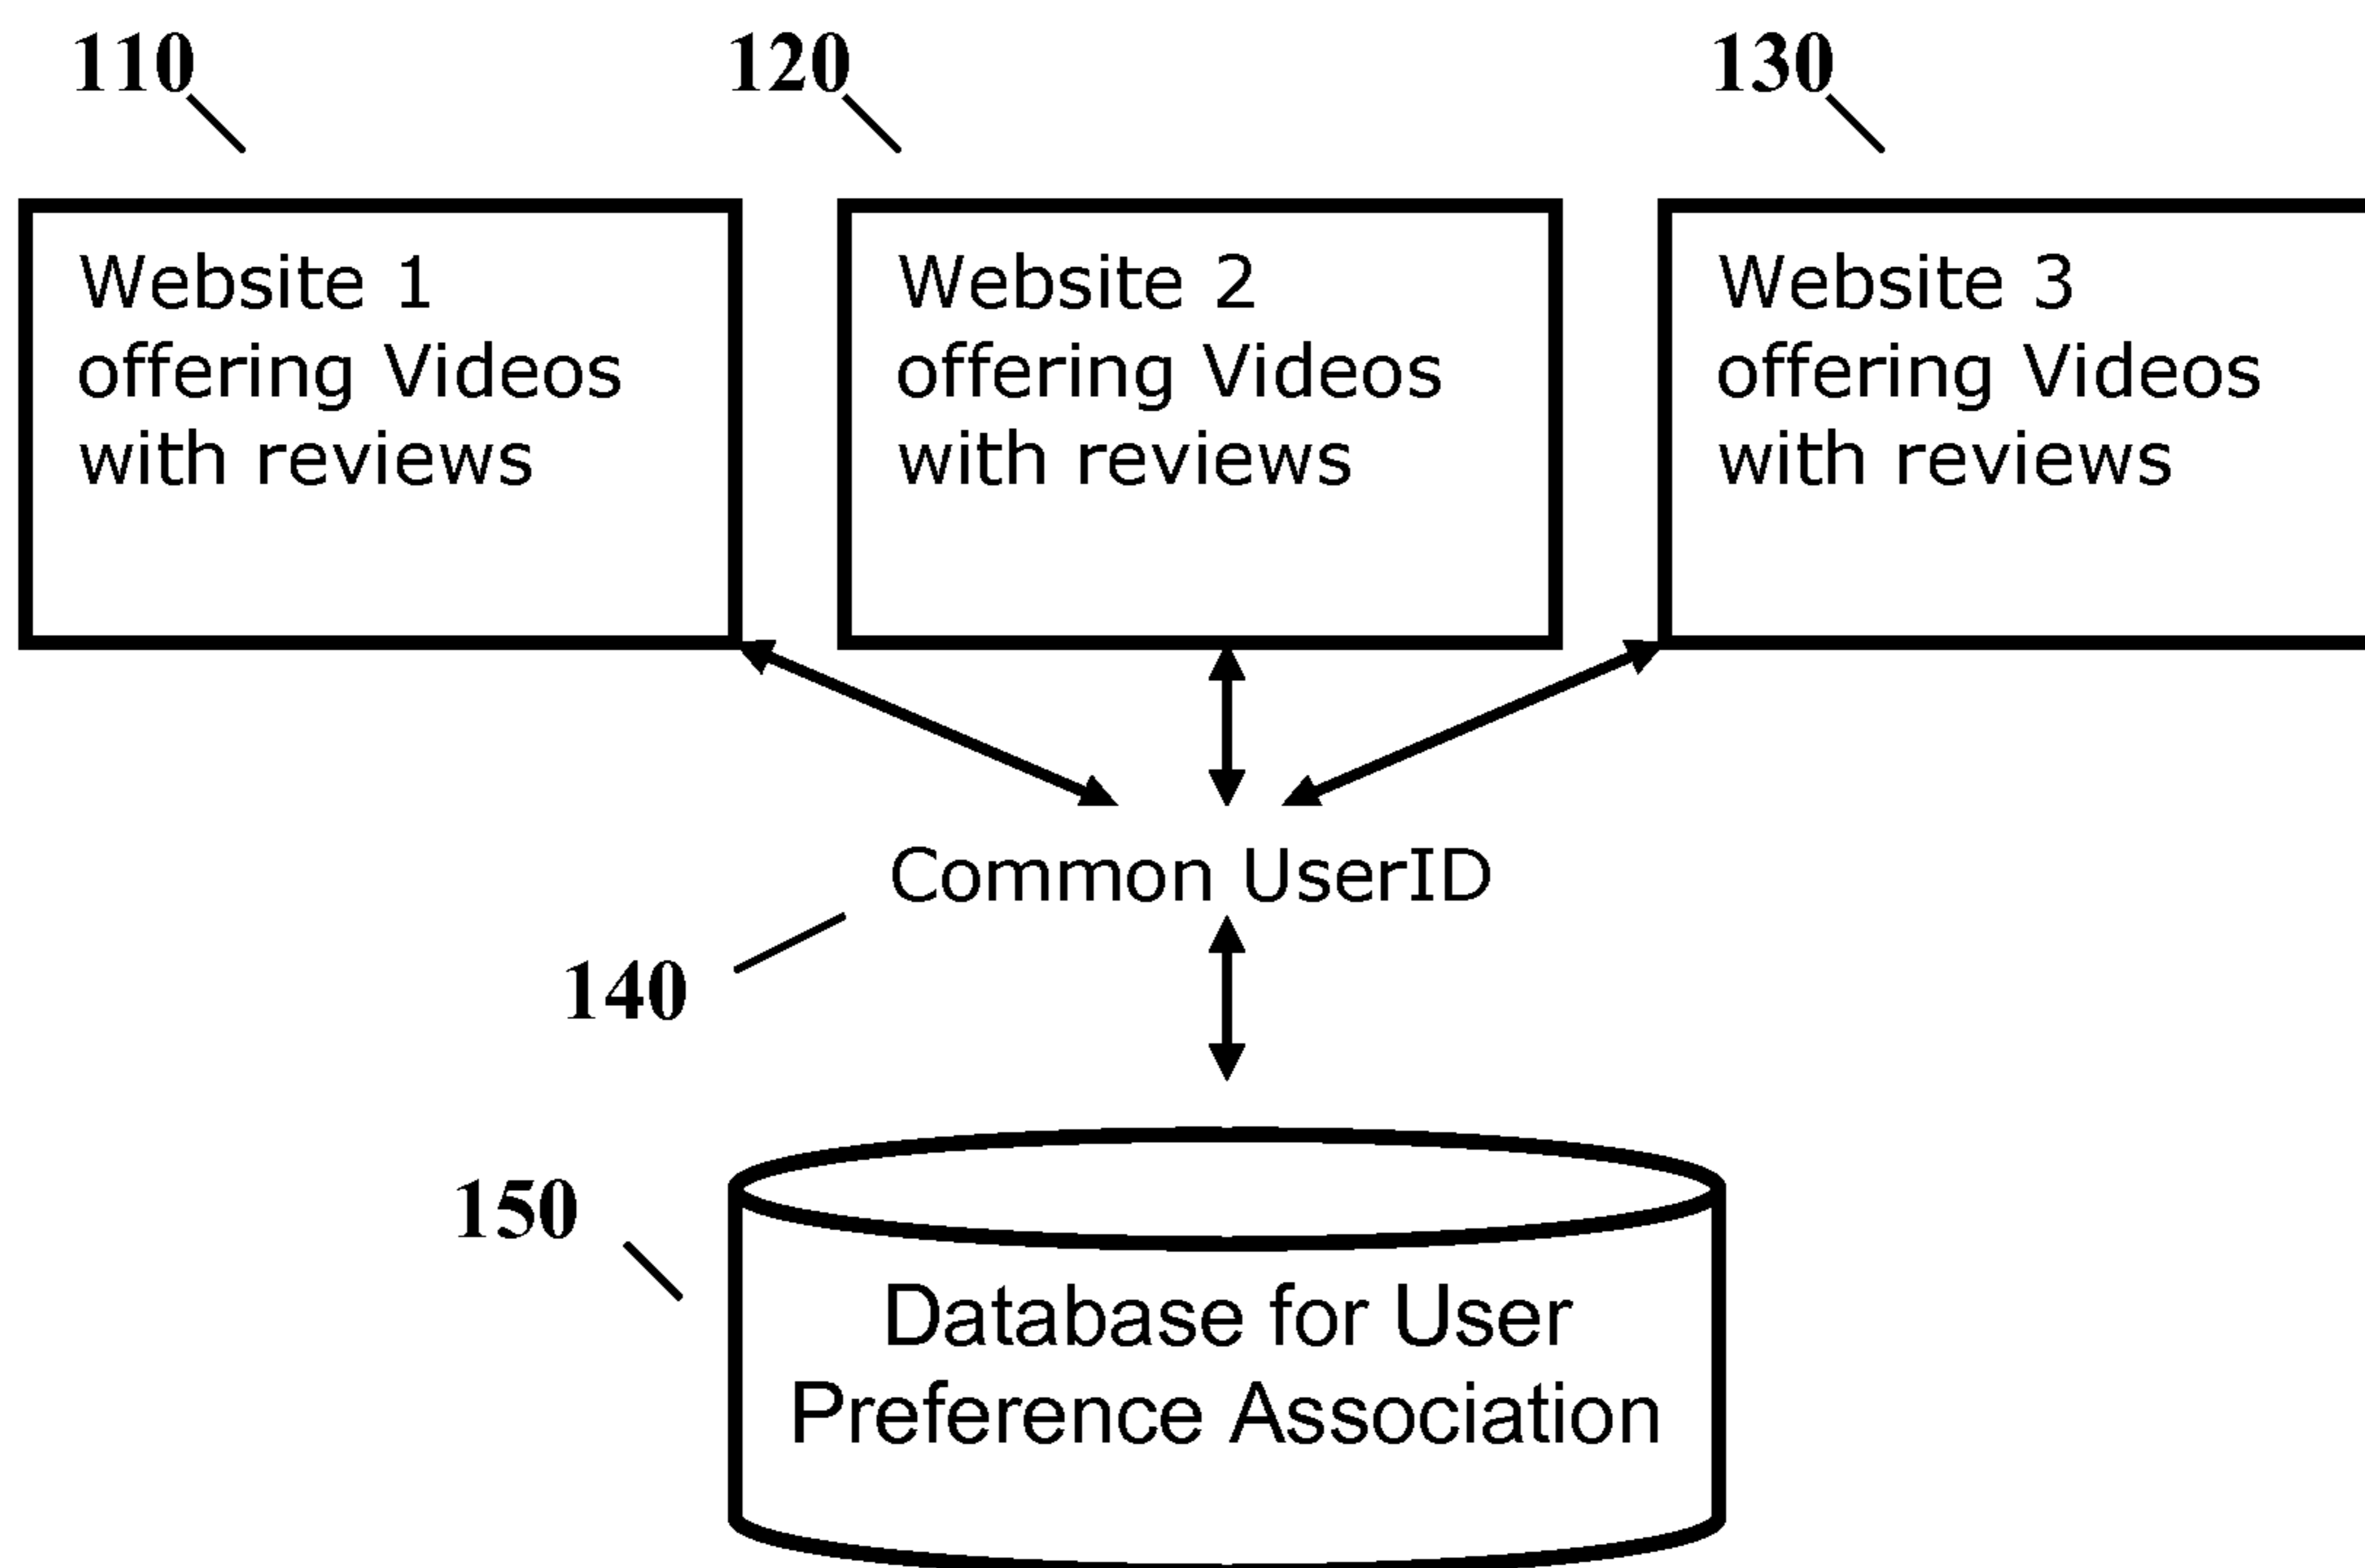 110
120
130
Website 1
offering Videos
with reviews
Website 2
offering Videos
with reviews
Website 3
offering Videos
with reviews
Common UserID
140
150
Database for User
Preference Association